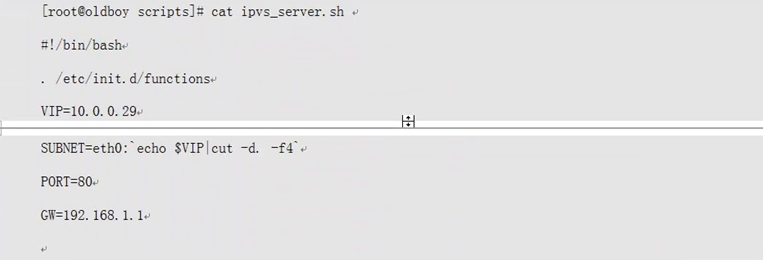 [root@oldboy scripts]# cat ipvs_server.sh
#!/bin/bash
. /etc/init.d/functions
VIP=10.0.0.29
SUBNET=eth0:`echo $VIP|cut -d. -f4`
PORT=80
GW=192.168.1.1